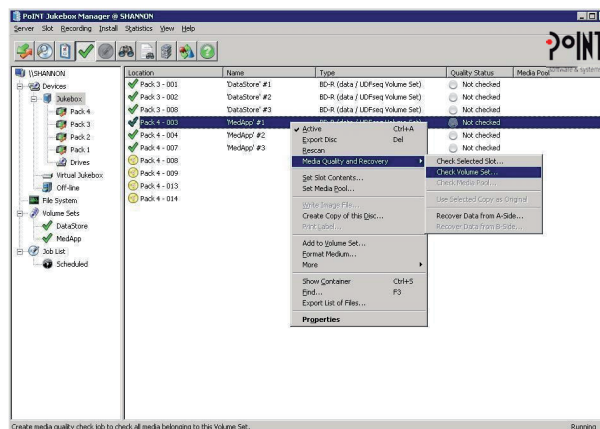 PoINT Jukebox Manager @ SHANNON
Server Slot Recording Install Statistics View Help
PoINT
software & systems
\\SHANNON
Devices
Jukebox
Pack 4
Pack 3
Pack 2
Pack 1
Drives
Virtual Jukebox
Off-line
File System
Volume Sets
DataStore
MedApp
Job List
Scheduled
Location Name Type Quality Status Media Pool
Pack 3 - 001 'DataStore' #1 BD-R (data / UDFseq Volume Set) Not checked
Pack 3 - 002 'DataStore' #2 BD-R (data / UDFseq Volume Set) Not checked
Pack 3 - 008 'DataStore' #3 BD-R (data / UDFseq Volume Set) Not checked
Pack 4 - 003 'MedApp' #1 BD-R (data / UDFseq Volume Set) Not checked
Pack 4 - 004 'MedApp' #2 Not checked
Pack 4 - 007 'MedApp' #3 Not checked
Pack 4 - 008
Pack 4 - 009
Pack 4 - 013
Pack 4 - 014
Active Ctrl+A
Export Disc Del
Rescan
Media Quality and Recovery
Set Slot Contents...
Set Media Pool...
Write Image File...
Create Copy of this Disc...
Print Label...
Add to Volume Set...
Format Medium...
More
Show Container Ctrl+S
Find... F3
Export List of Files...
Properties
Check Selected Slot...
Check Volume Set...
Check Media Pool...
Use Selected Copy as Original
Recover Data from A-Side...
Recover Data from B-Side...
Create media quality check job to check all media belonging to this Volume Set.
Running